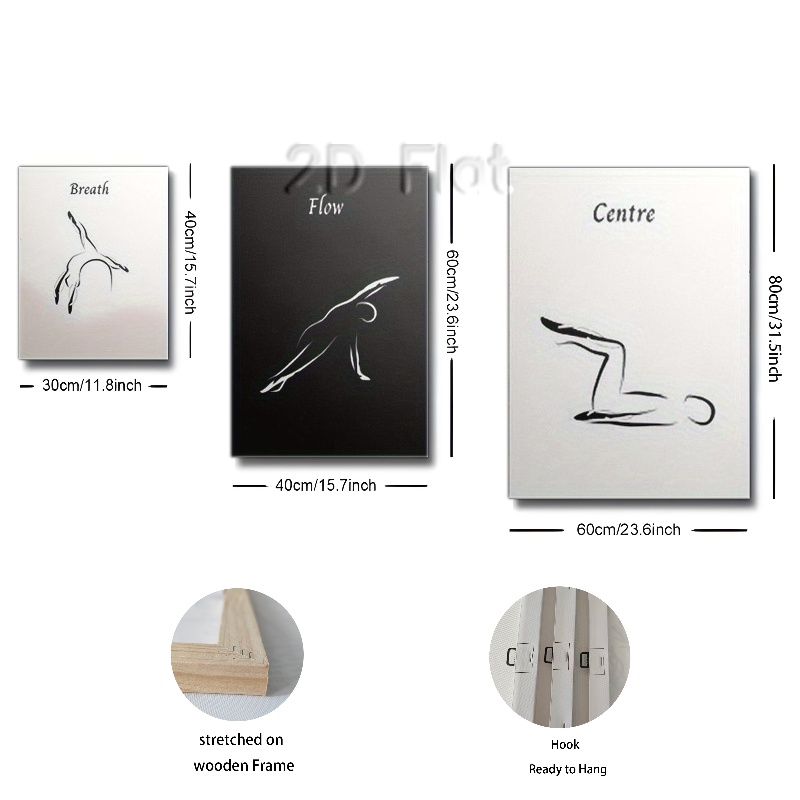 2D Flat
Breath
Flow
Centre
40cm/15.7inch
60cm/23.6inch
80cm/31.5inch
30cm/11.8inch
40cm/15.7inch
60cm/23.6inch
stretched on
wooden Frame
Hook
Ready to Hang